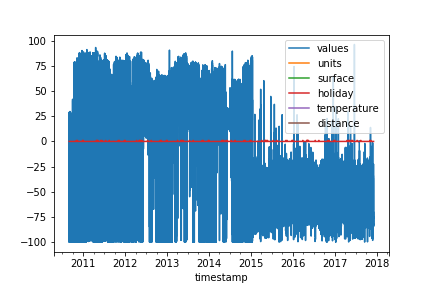 100
75
50
25
0
−25
−50
−75
−100
values
units
surface
holiday
temperature
distance
2011 2012 2013 2014 2015 2016 2017 2018
timestamp